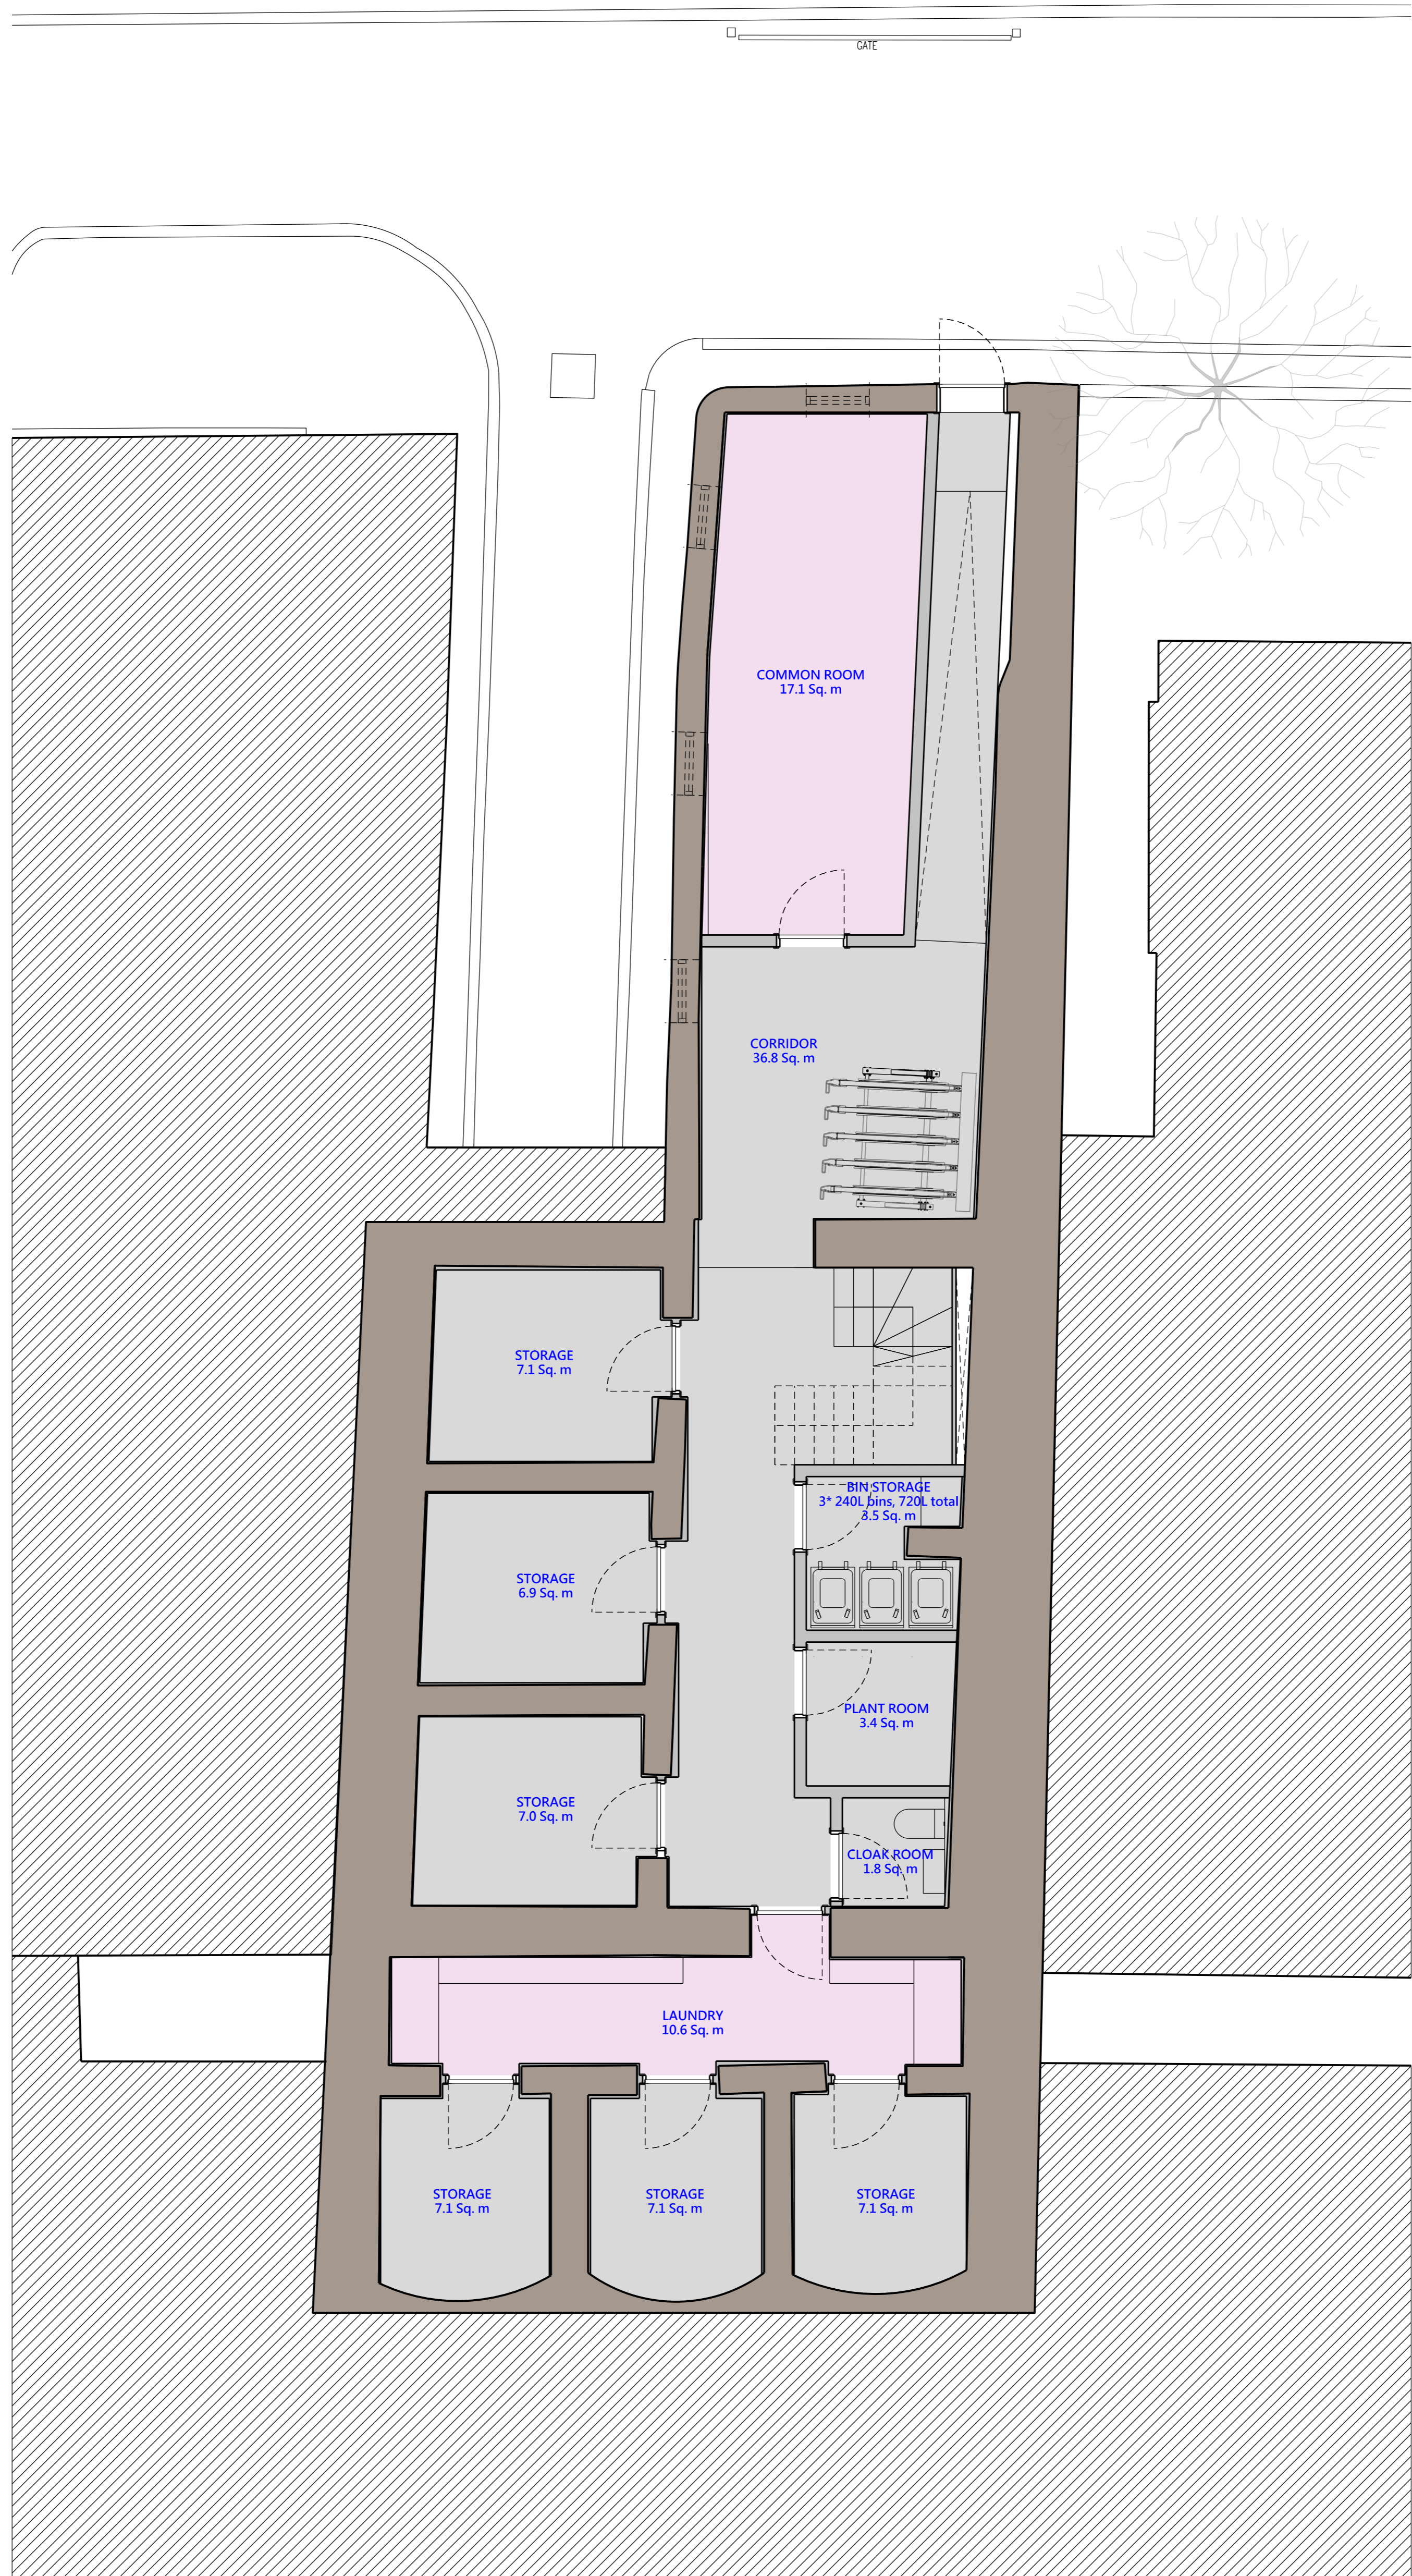 GATE
COMMON ROOM
17.1 Sq. m
CORRIDOR
36.8 Sq. m
STORAGE
7.1 Sq. m
BIN STORAGE
3* 240L bins, 720L total
3.5 Sq. m
STORAGE
6.9 Sq. m
PLANT ROOM
3.4 Sq. m
STORAGE
7.0 Sq. m
CLOAK ROOM
1.8 Sq. m
LAUNDRY
10.6 Sq. m
STORAGE
7.1 Sq. m
STORAGE
7.1 Sq. m
STORAGE
7.1 Sq. m